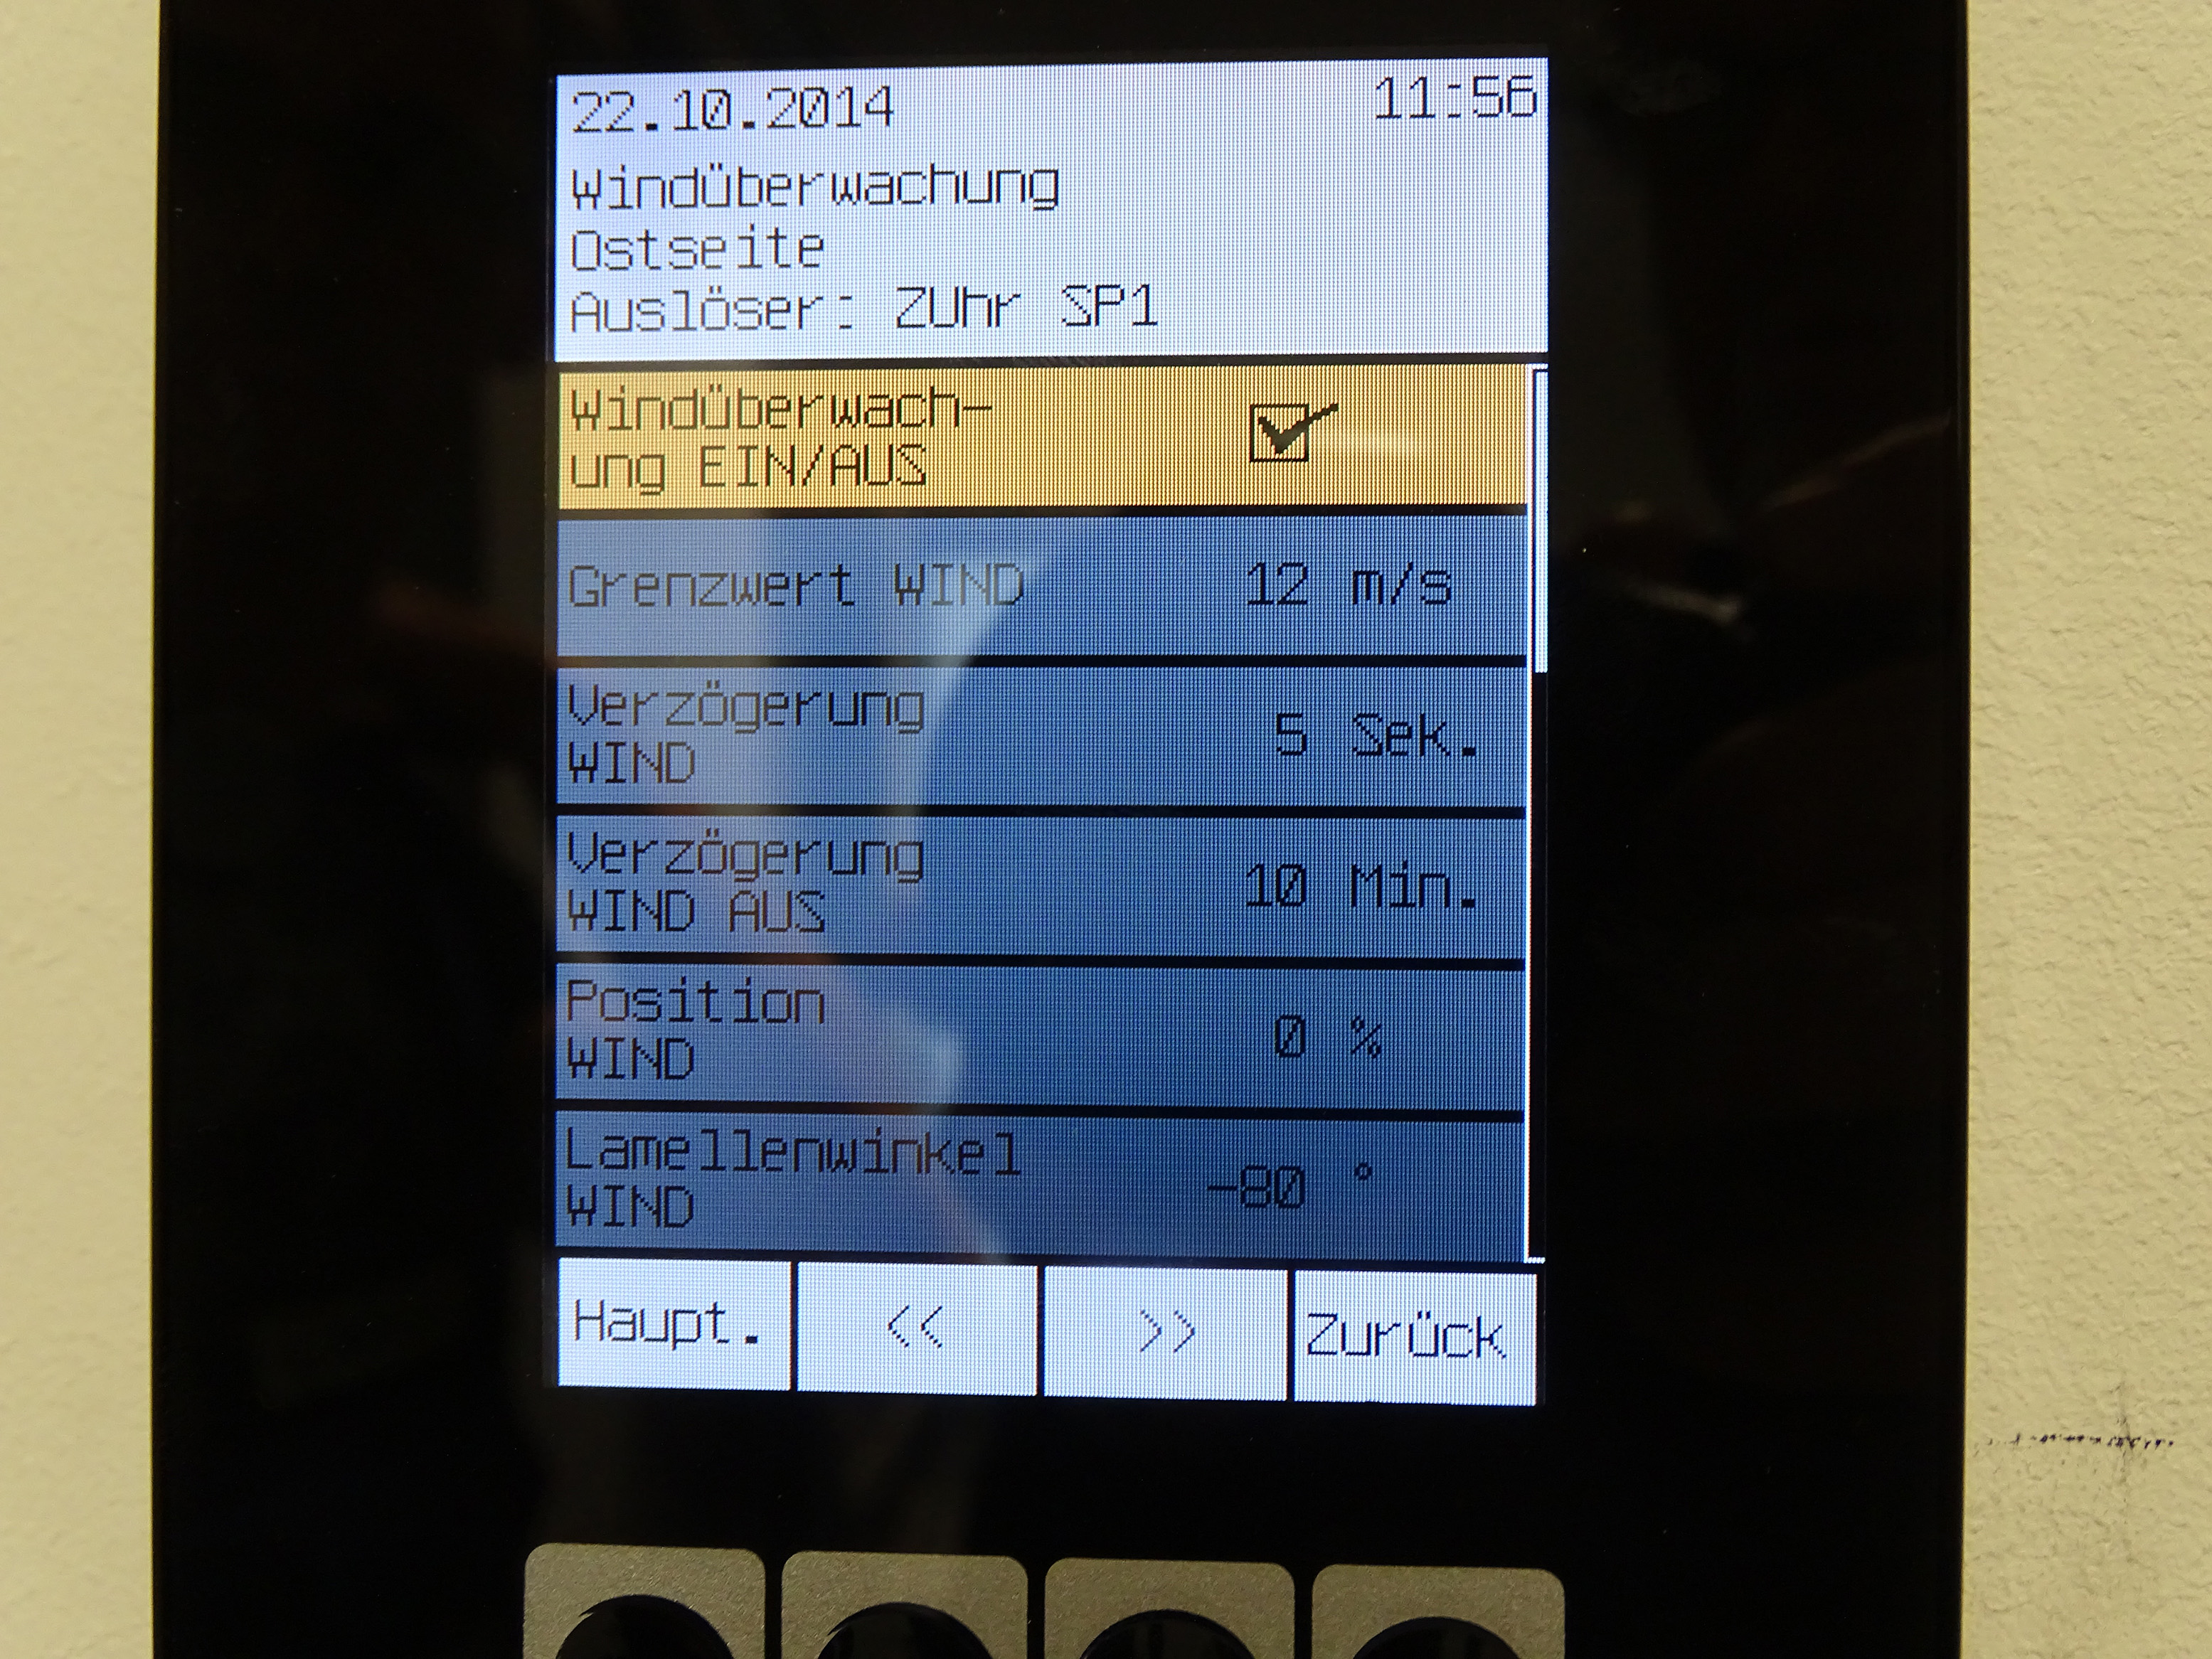 22.10.2014 11:56
Windüberwachung
Ostseite
Auslöser: ZUhr SP1
Windüberwach-
ung EIN/AUS
Grenzwert WIND 12 m/s
Verzögerung
WIND 5 Sek.
Verzögerung
WIND AUS 10 Min.
Position
WIND 0 %
Lamellenwinkel
WIND -80 °
Haupt. << >> Zurück